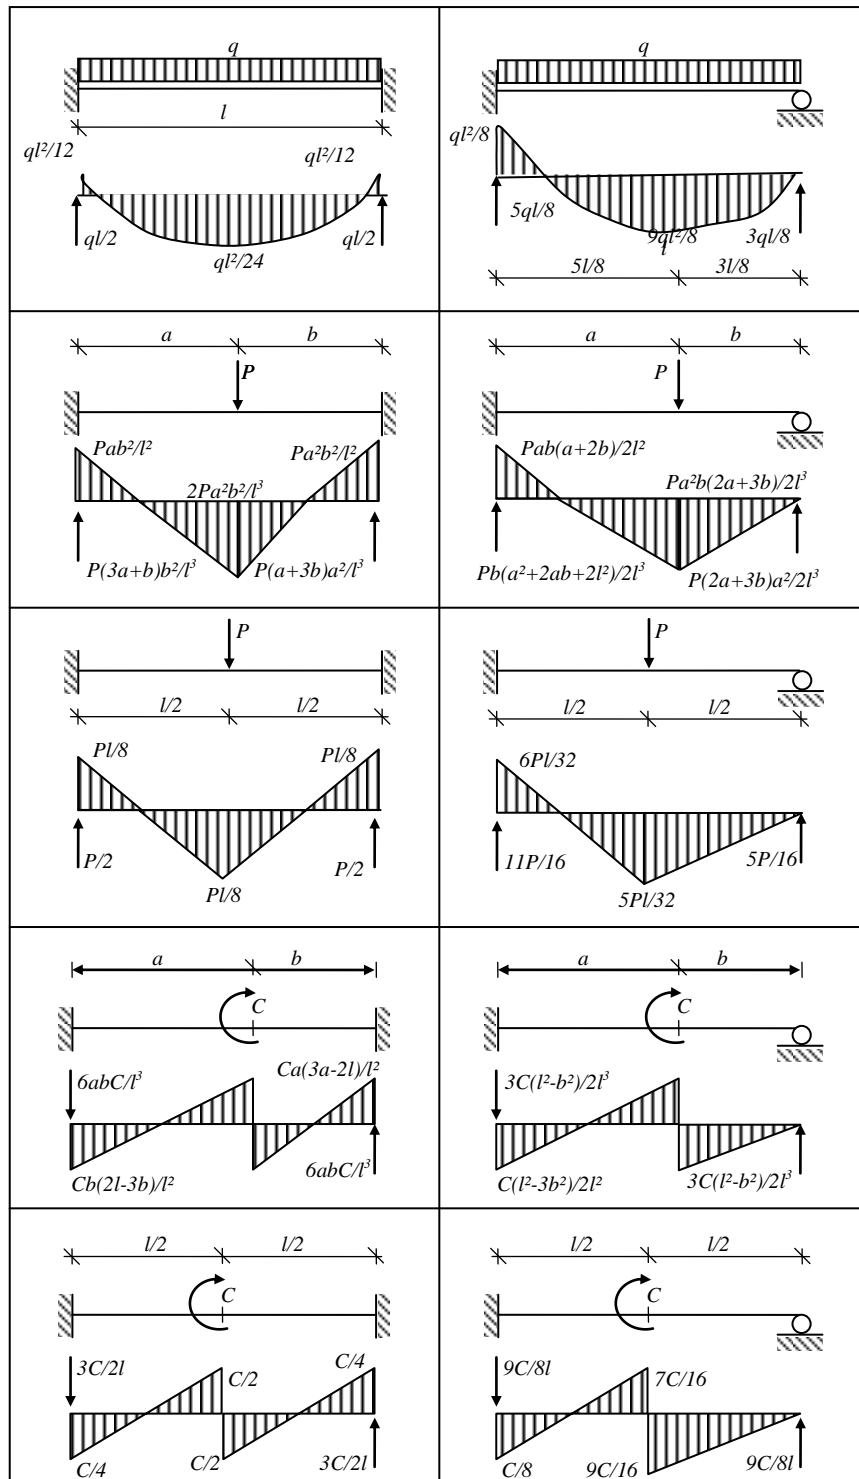 q
l
ql²/12 ql²/12
ql/2 ql/2
ql²/24
q
ql²/8
5ql/8 9ql²/8 3ql/8
l
5l/8 3l/8
a b
P
Pab²/l² Pa²b²/l²
2Pa²b²/l³
P(3a+b)b²/l³ P(a+3b)a²/l³
a b
P
Pab(a+2b)/2l²
Pa²b(2a+3b)/2l³
Pb(a²+2ab+2l²)/2l³ P(2a+3b)a²/2l³
P
l/2 l/2
Pl/8 Pl/8
P/2 P/2
Pl/8
P
l/2 l/2
6Pl/32
11P/16 5P/16
5Pl/32
a b
C
6abC/l³ Ca(3a-2l)/l²
Cb(2l-3b)/l² 6abC/l³
a b
C
3C(l²-b²)/2l³
C(l²-3b²)/2l² 3C(l²-b²)/2l³
l/2 l/2
C
3C/2l C/2 C/4
C/4 C/2 3C/2l
l/2 l/2
C
9C/8l 7C/16
C/8 9C/16 9C/8l